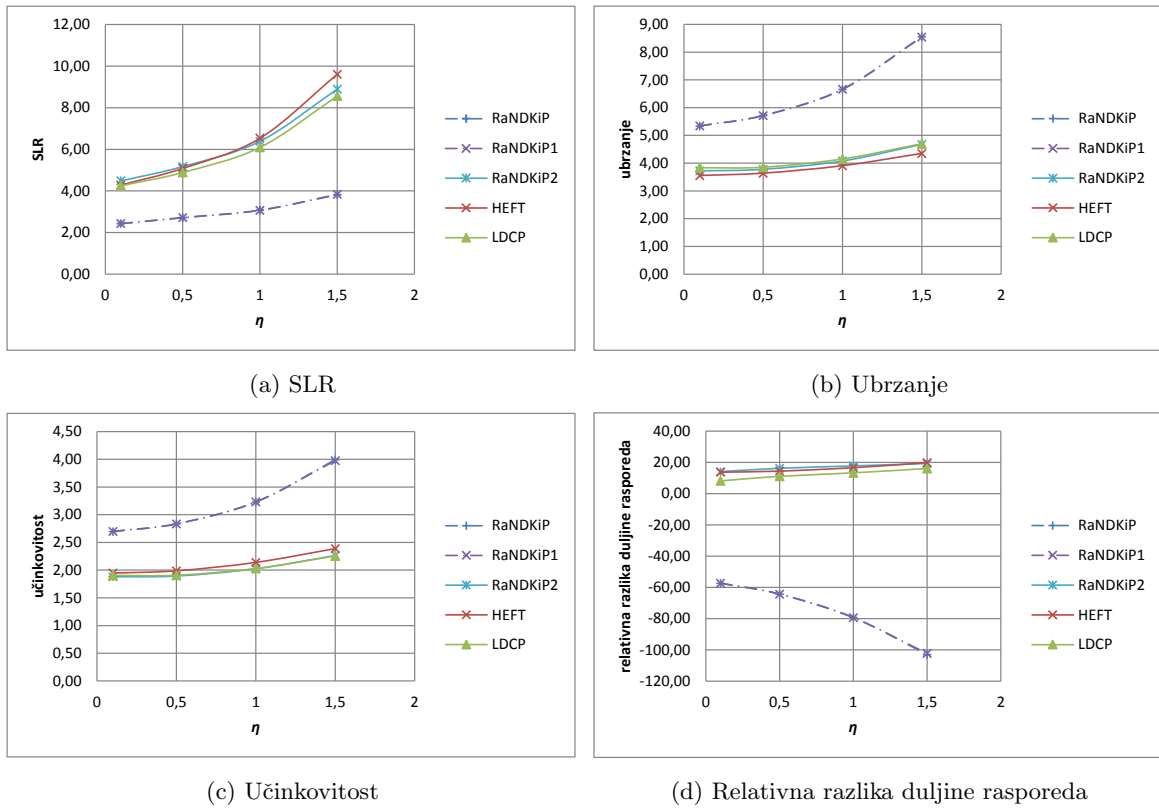 12,00
10,00
8,00
6,00
4,00
2,00
0,00
SLR
0
0,5
1
1,5
2
η
RaNDKiP
RaNDKiP1
RaNDKiP2
HEFT
LDCP
(a) SLR
9,00
8,00
7,00
6,00
5,00
4,00
3,00
2,00
1,00
0,00
ubrzanje
0
0,5
1
1,5
2
η
RaNDKiP
RaNDKiP1
RaNDKiP2
HEFT
LDCP
(b) Ubrzanje
4,50
4,00
3,50
3,00
2,50
2,00
1,50
1,00
0,50
0,00
učinkovitost
0
0,5
1
1,5
2
η
RaNDKiP
RaNDKiP1
RaNDKiP2
HEFT
LDCP
(c) Učinkovitost
40,00
20,00
0,00
-20,00
-40,00
-60,00
-80,00
-100,00
-120,00
relativna razlika duljine rasporeda
0
0,5
1
1,5
2
η
RaNDKiP
RaNDKiP1
RaNDKiP2
HEFT
LDCP
(d) Relativna razlika duljine rasporeda